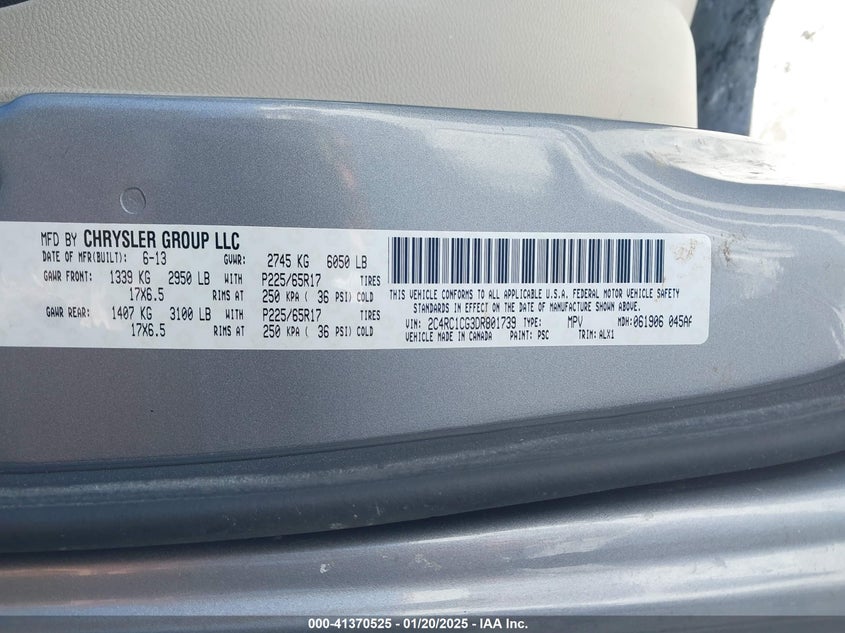 MFD BY CHRYSLER GROUP LLC
DATE OF MFR(BUILT): 6-13 GVWR: 2745 KG 6050 LB
GAWR FRONT: 1339 KG 2950 LB WITH P225/65R17 TIRES
17X6.5 RIMS AT 250 KPA ( 36 PSI) COLD
GAWR REAR: 1407 KG 3100 LB WITH P225/65R17 TIRES
17X6.5 RIMS AT 250 KPA ( 36 PSI) COLD
THIS VEHICLE CONFORMS TO ALL APPLICABLE U.S.A. FEDERAL MOTOR VEHICLE SAFETY
STANDARDS IN EFFECT ON THE DATE OF MANUFACTURE SHOWN ABOVE.
VIN: 2C4RC1CG3DR801739 TYPE: MPV MDH: 061906 045AA
VEHICLE MADE IN CANADA PAINT: PSC TRIM: ALX1
000-41370525 - 01/20/2025 - IAA Inc.